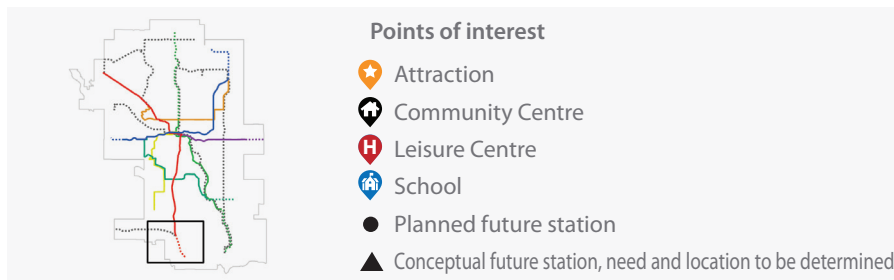 Points of interest
Attraction
Community Centre
H Leisure Centre
School
Planned future station
Conceptual future station, need and location to be determined